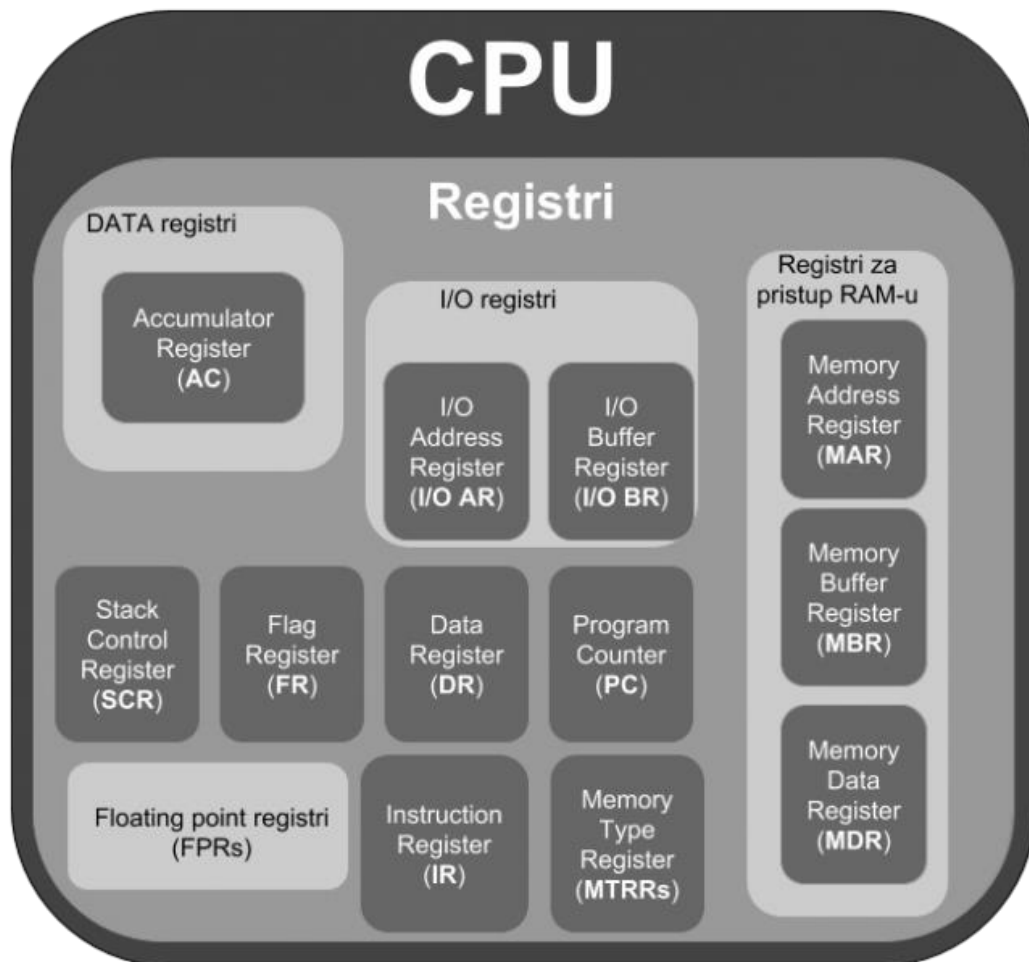 CPU
Registri
DATA registri
Accumulator
Register
(AC)
I/O registri
I/O
Address
Register
(I/O AR)
I/O
Buffer
Register
(I/O BR)
Registri za
pristup RAM-u
Memory
Address
Register
(MAR)
Memory
Buffer
Register
(MBR)
Memory
Data
Register
(MDR)
Stack
Control
Register
(SCR)
Flag
Register
(FR)
Data
Register
(DR)
Program
Counter
(PC)
Floating point registri
(FPRs)
Instruction
Register
(IR)
Memory
Type
Register
(MTRRs)